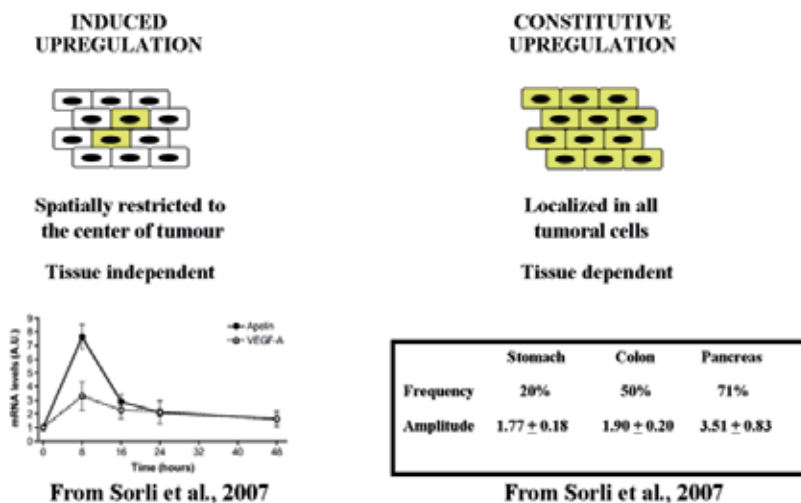 INDUCED
UPREGULATION
Spatially restricted to
the center of tumour
Tissue independent
mRNA levels (A.U.)
9
8
7
6
5
4
3
2
1
0
Apelin
VEGF-A
0 8 16 24 32 40 48
Time (hours)
From Sorli et al., 2007
CONSTITUTIVE
UPREGULATION
Localized in all
tumoral cells
Tissue dependent
Stomach Colon Pancreas
Frequency 20% 50% 71%
Amplitude 1.77 ± 0.18 1.90 ± 0.20 3.51 ± 0.83
From Sorli et al., 2007